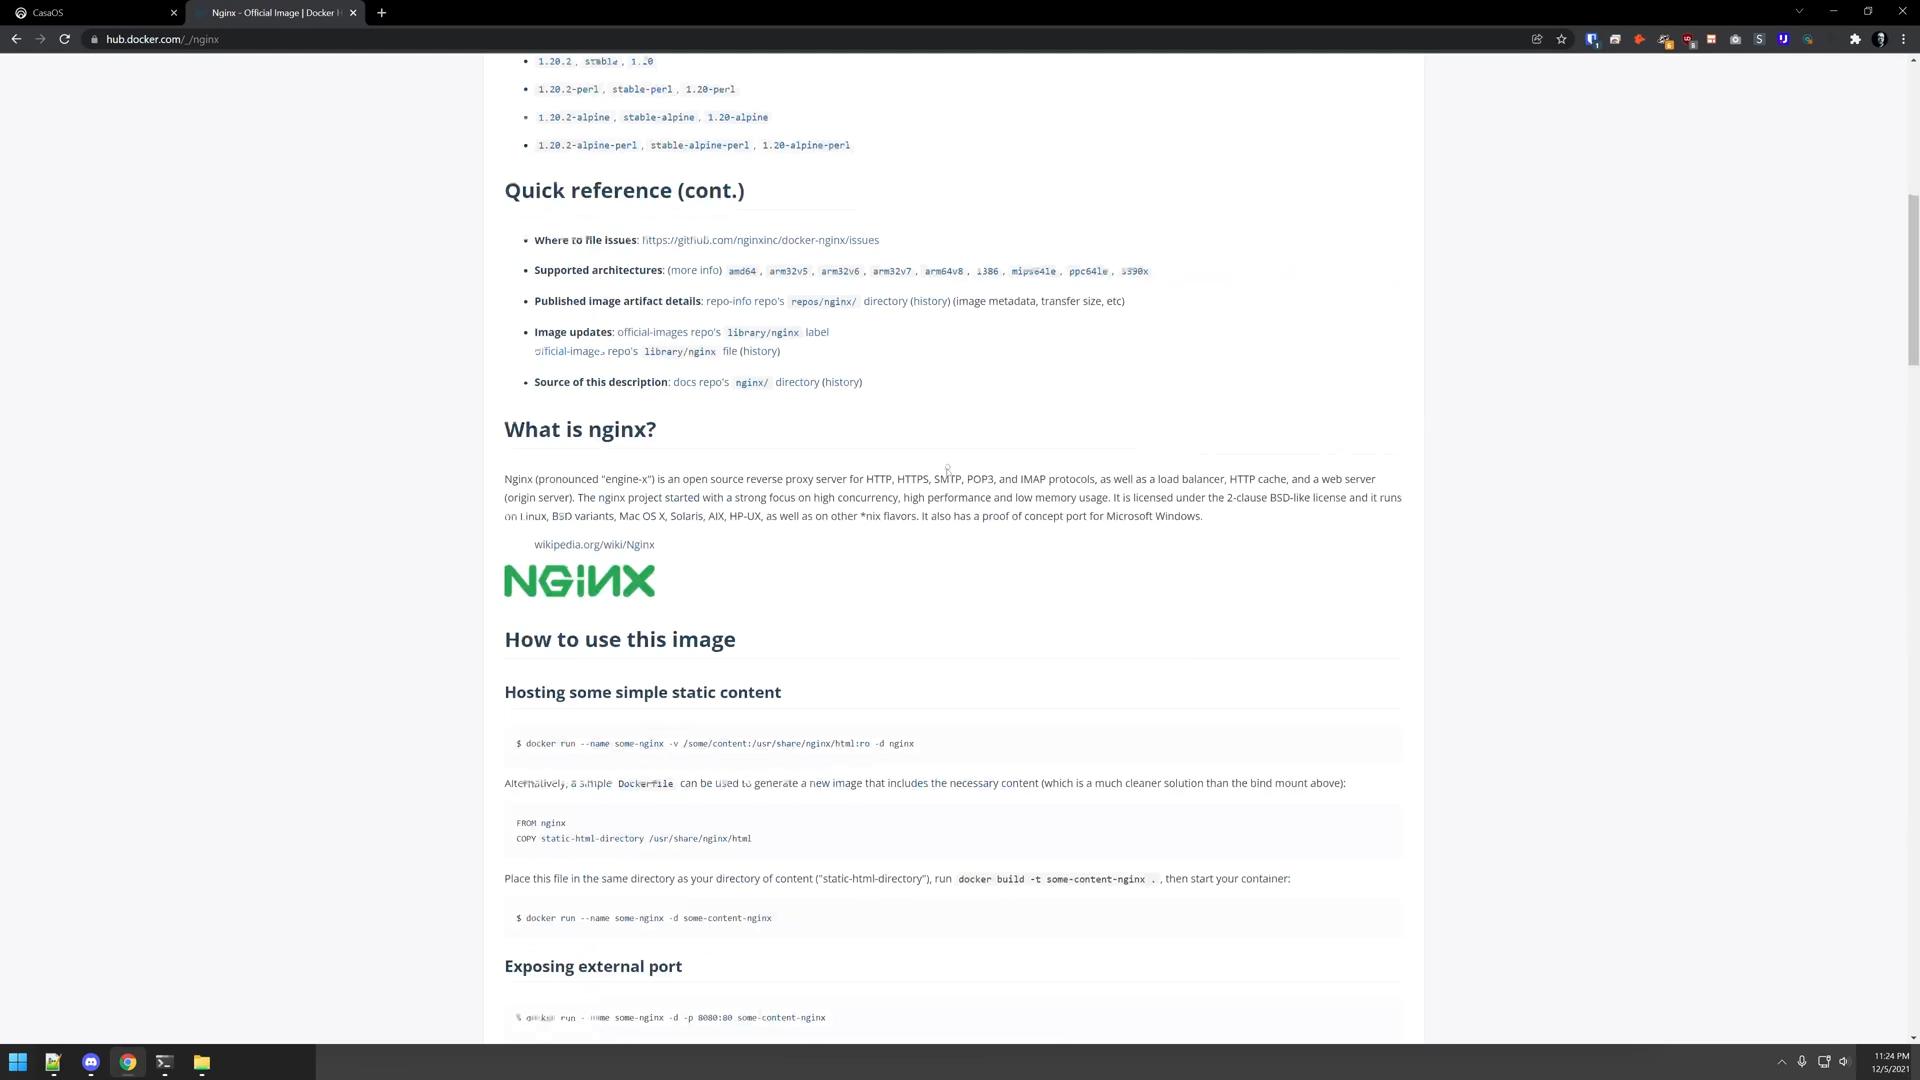 CasaOS
Nginx - Official Image | Docker H
hub.docker.com/_/nginx
1.20.2, stable, 1.20
1.20.2-perl, stable-perl, 1.20-perl
1.20.2-alpine, stable-alpine, 1.20-alpine
1.20.2-alpine-perl, stable-alpine-perl, 1.20-alpine-perl
Quick reference (cont.)
Where to file issues: https://github.com/nginxinc/docker-nginx/issues
Supported architectures: (more info) amd64, arm32v5, arm32v6, arm32v7, arm64v8, i386, mips64le, ppc64le, s390x
Published image artifact details: repo-info repo's repos/nginx/ directory (history) (image metadata, transfer size, etc)
Image updates: official-images repo's library/nginx label
official-images repo's library/nginx file (history)
Source of this description: docs repo's nginx/ directory (history)
What is nginx?
Nginx (pronounced "engine-x") is an open source reverse proxy server for HTTP, HTTPS, SMTP, POP3, and IMAP protocols, as well as a load balancer, HTTP cache, and a web server
(origin server). The nginx project started with a strong focus on high concurrency, high performance and low memory usage. It is licensed under the 2-clause BSD-like license and it runs
on Linux, BSD variants, Mac OS X, Solaris, AIX, HP-UX, as well as on other *nix flavors. It also has a proof of concept port for Microsoft Windows.
wikipedia.org/wiki/Nginx
NGINX
How to use this image
Hosting some simple static content
$ docker run --name some-nginx -v /some/content:/usr/share/nginx/html:ro -d nginx
Alternatively, a simple Dockerfile can be used to generate a new image that includes the necessary content (which is a much cleaner solution than the bind mount above):
FROM nginx
COPY static-html-directory /usr/share/nginx/html
Place this file in the same directory as your directory of content ("static-html-directory"), run docker build -t some-content-nginx ., then start your container:
$ docker run --name some-nginx -d some-content-nginx
Exposing external port
$ docker run --name some-nginx -d -p 8080:80 some-content-nginx
11:24 PM
12/5/2021